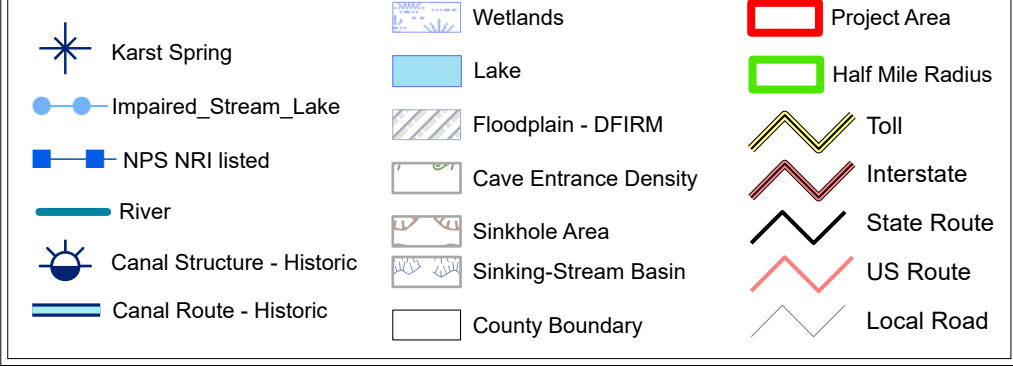 Karst Spring
Impaired_Stream_Lake
NPS NRI listed
River
Canal Structure - Historic
Canal Route - Historic
Wetlands
Lake
Floodplain - DFIRM
Cave Entrance Density
Sinkhole Area
Sinking-Stream Basin
County Boundary
Project Area
Half Mile Radius
Toll
Interstate
State Route
US Route
Local Road